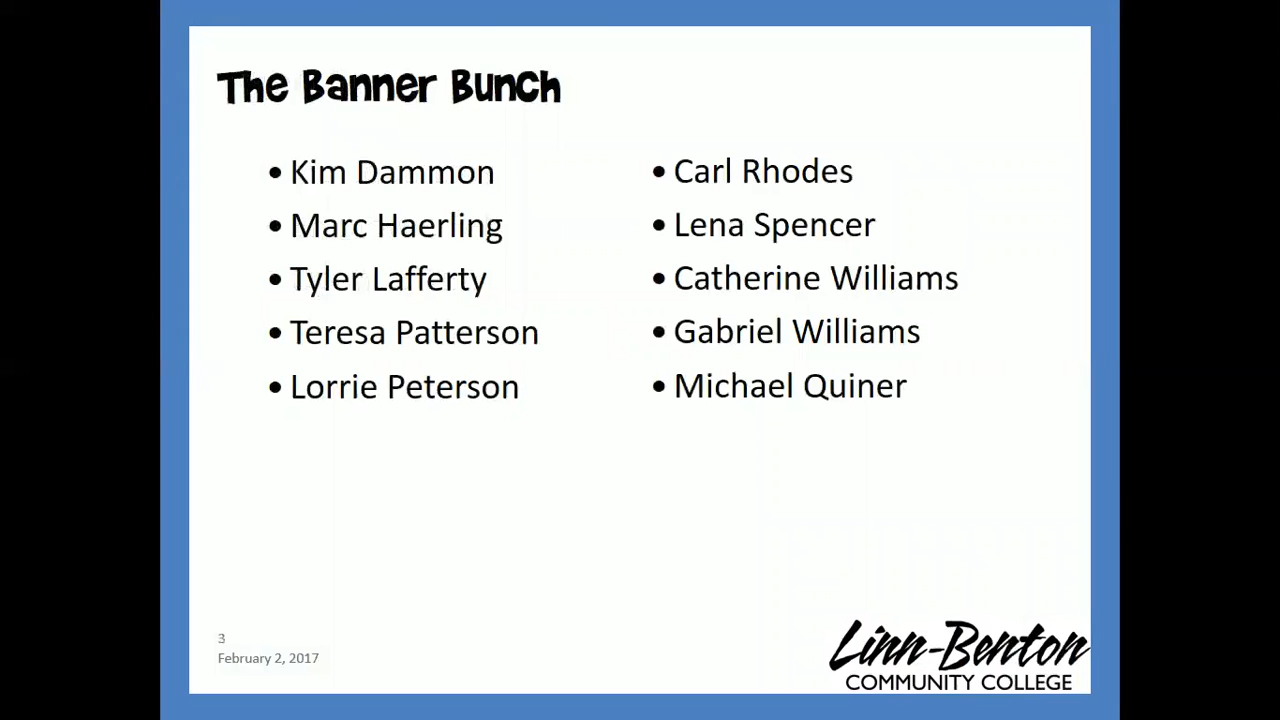 The Banner Bunch
• Kim Dammon
• Marc Haerling
• Tyler Lafferty
• Teresa Patterson
• Lorrie Peterson
• Carl Rhodes
• Lena Spencer
• Catherine Williams
• Gabriel Williams
• Michael Quiner
3
February 2, 2017
Linn-Benton
COMMUNITY COLLEGE